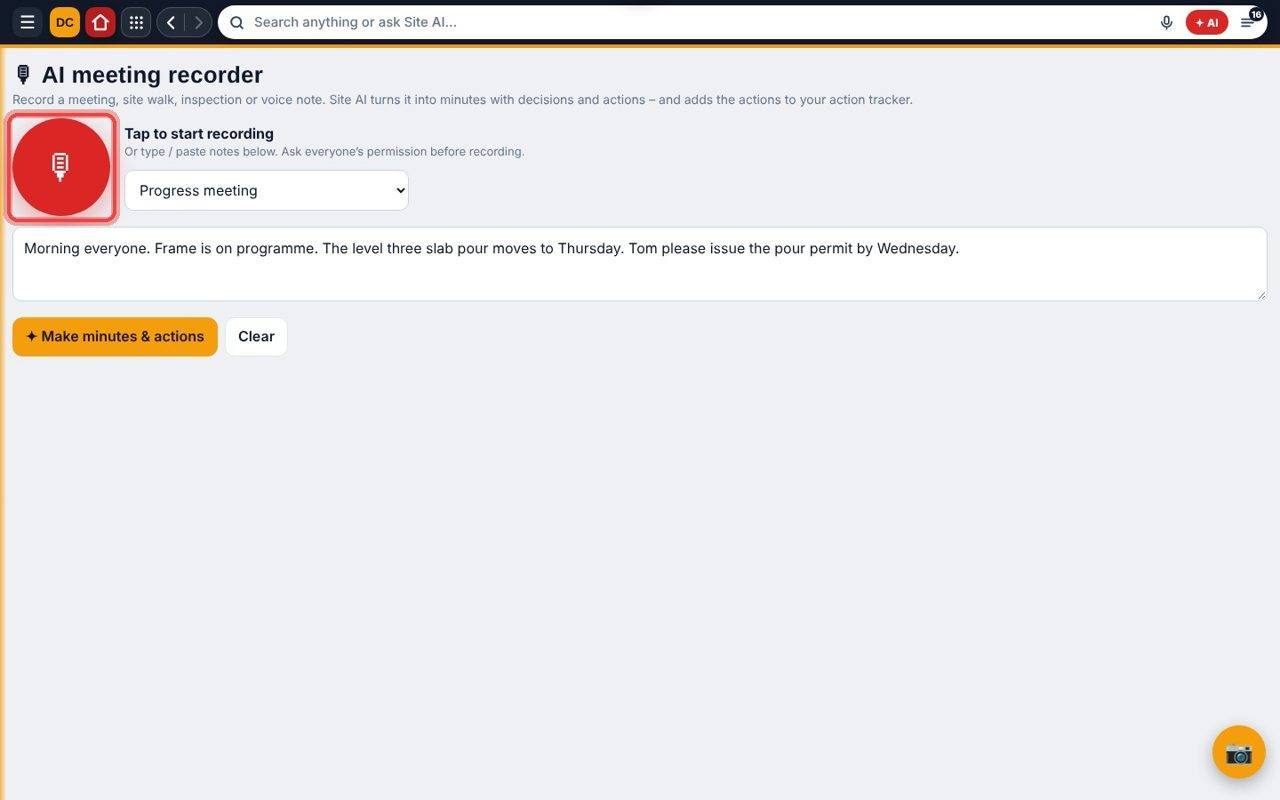 DC
Search anything or ask Site AI...
✦ AI
16
🎙 AI meeting recorder
Record a meeting, site walk, inspection or voice note. Site AI turns it into minutes with decisions and actions – and adds the actions to your action tracker.
Tap to start recording
Or type / paste notes below. Ask everyone's permission before recording.
Progress meeting
Morning everyone. Frame is on programme. The level three slab pour moves to Thursday. Tom please issue the pour permit by Wednesday.
✦ Make minutes & actions
Clear